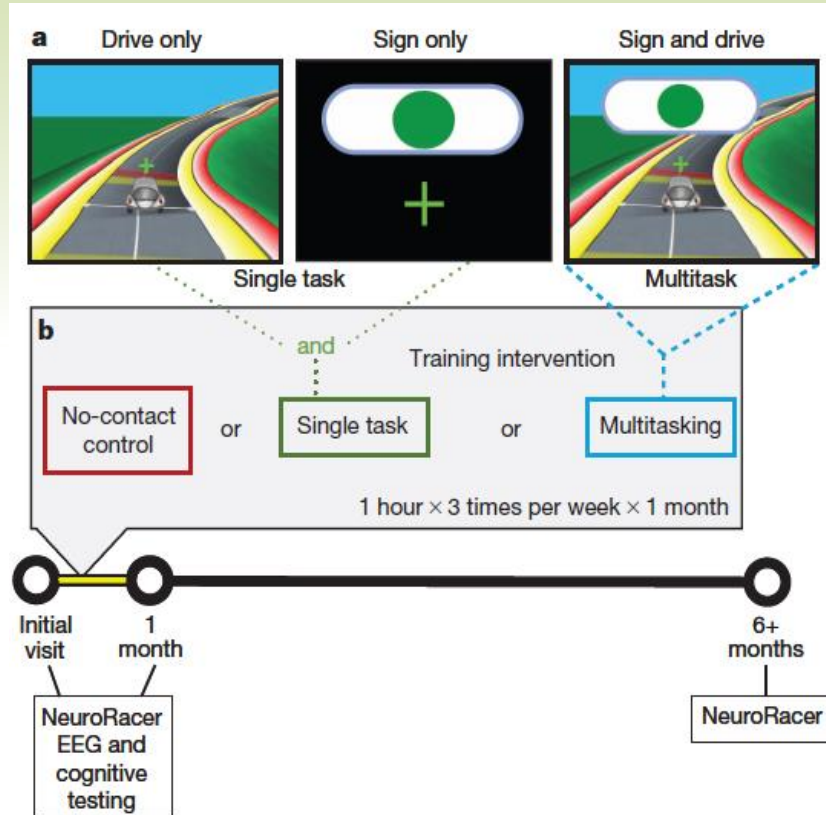 a
Drive only
Sign only
Sign and drive
Single task
Multitask
b
and
Training intervention
No-contact
control
or
Single task
or
Multitasking
1 hour × 3 times per week × 1 month
Initial
visit
1
month
6+
months
NeuroRacer
EEG and
cognitive
testing
NeuroRacer